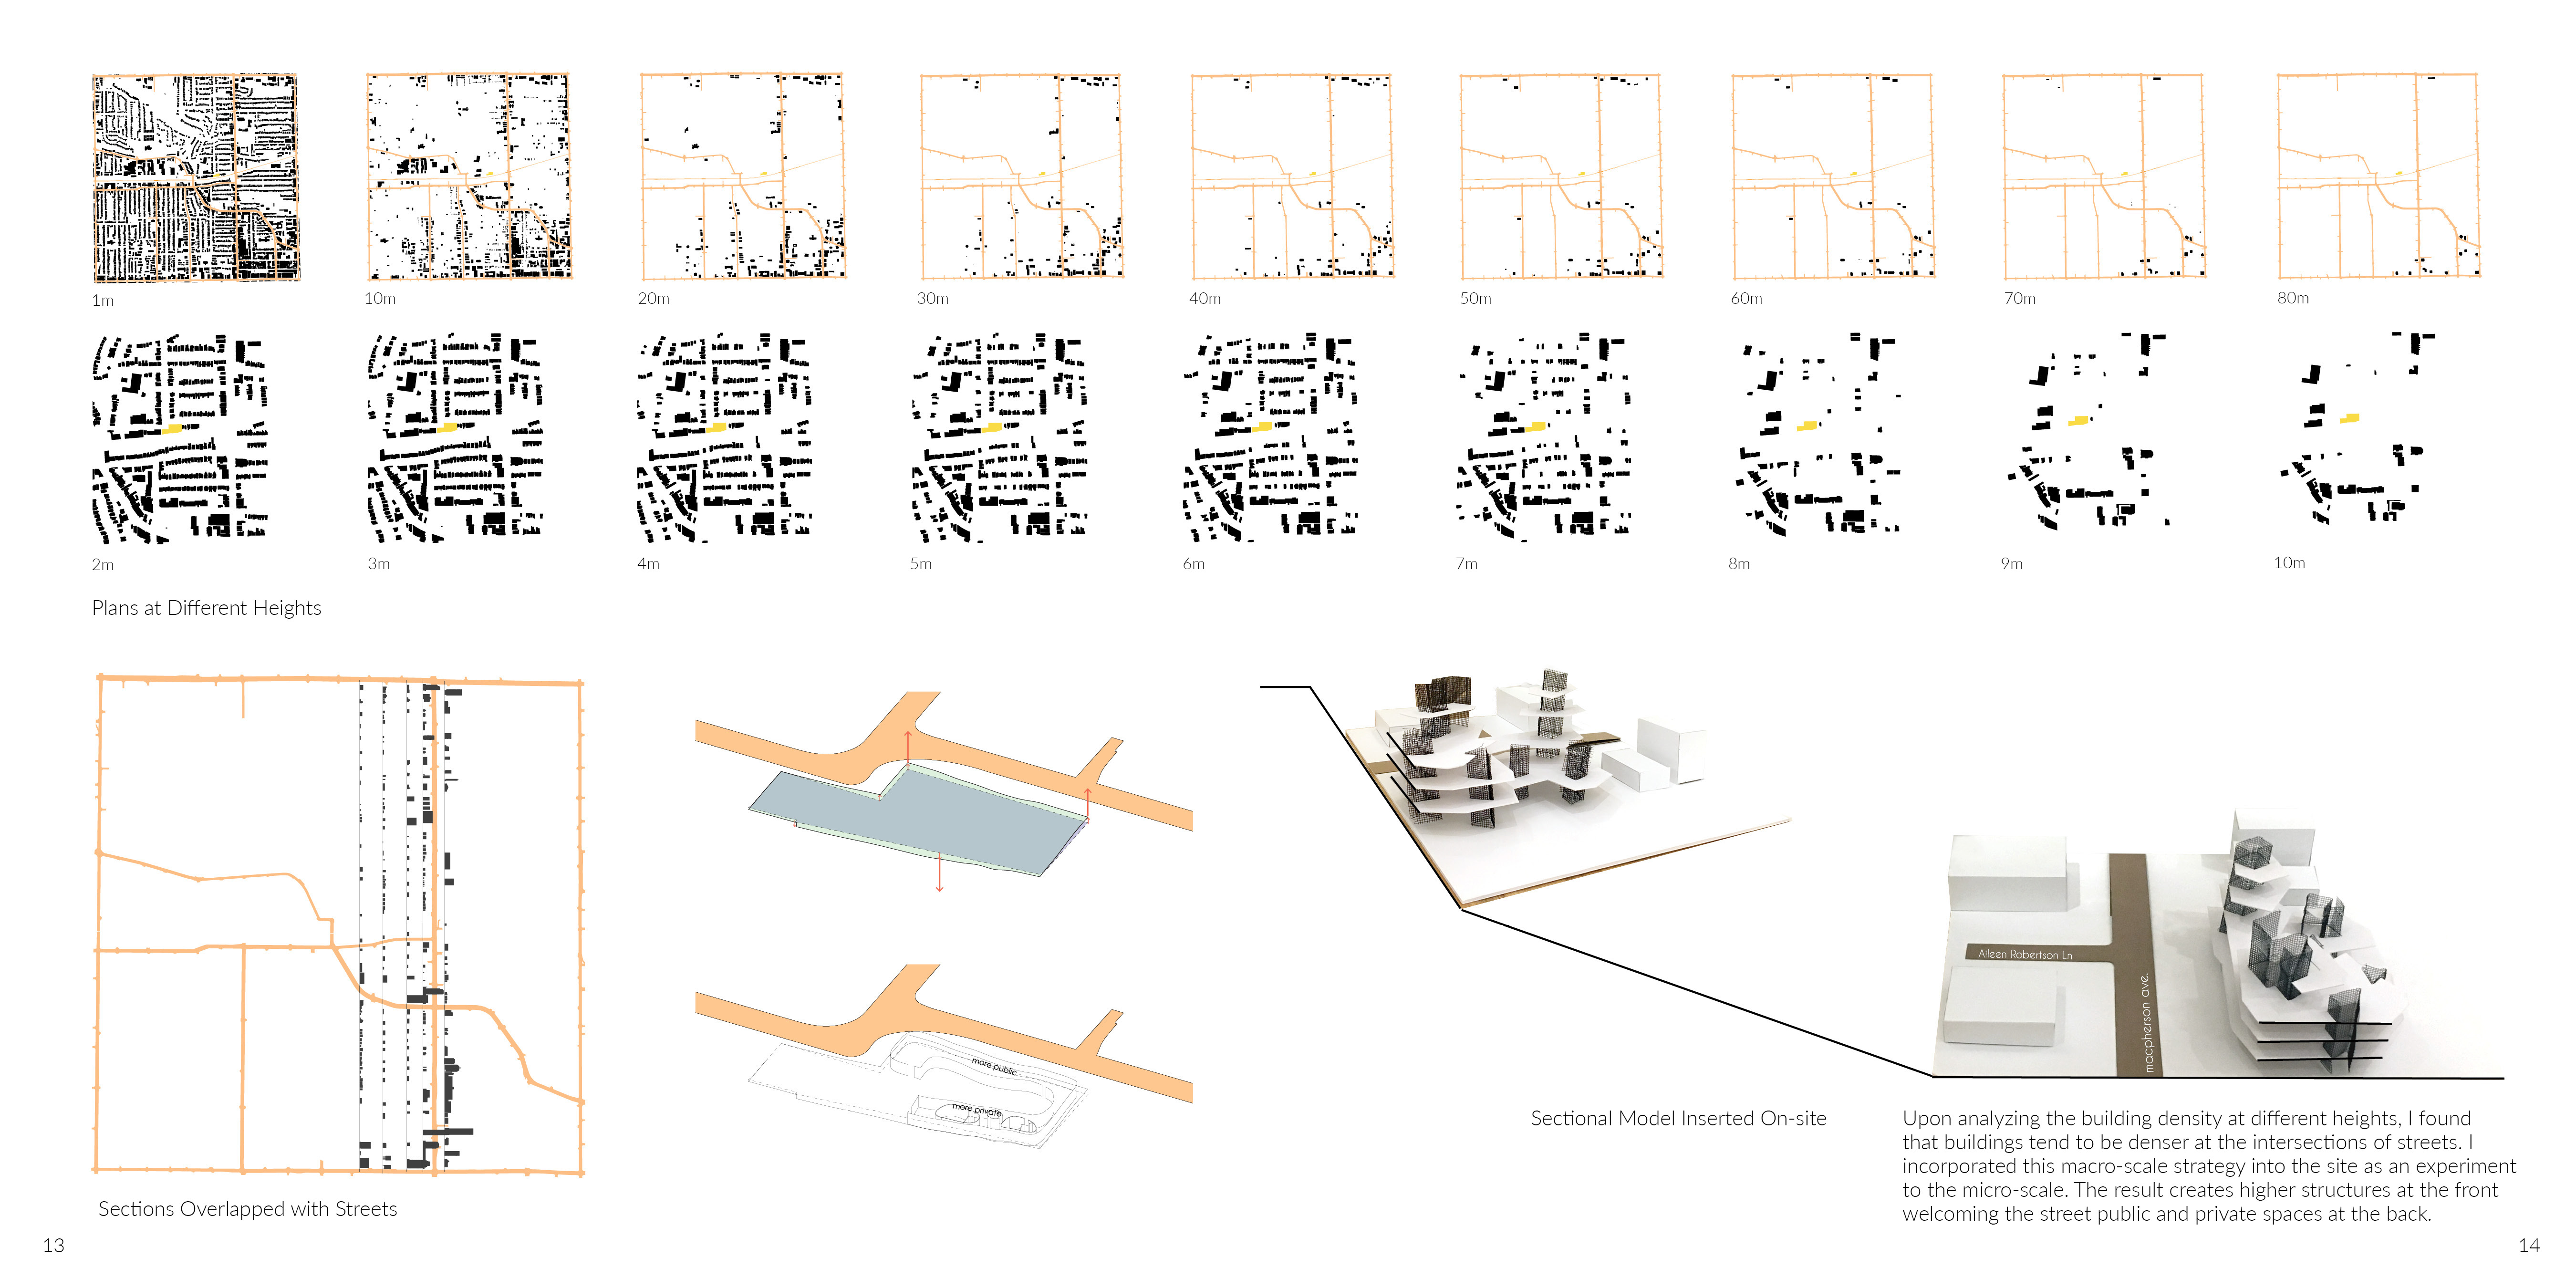 1m
10m
20m
30m
40m
50m
60m
70m
80m
2m
3m
4m
5m
6m
7m
8m
9m
10m
Plans at Different Heights
more public
more private
Aileen Robertson Ln
macpherson ave.
Sections Overlapped with Streets
Sectional Model Inserted On-site
Upon analyzing the building density at different heights, I found
that buildings tend to be denser at the intersections of streets. I
incorporated this macro-scale strategy into the site as an experiment
to the micro-scale. The result creates higher structures at the front
welcoming the street public and private spaces at the back.
13
14